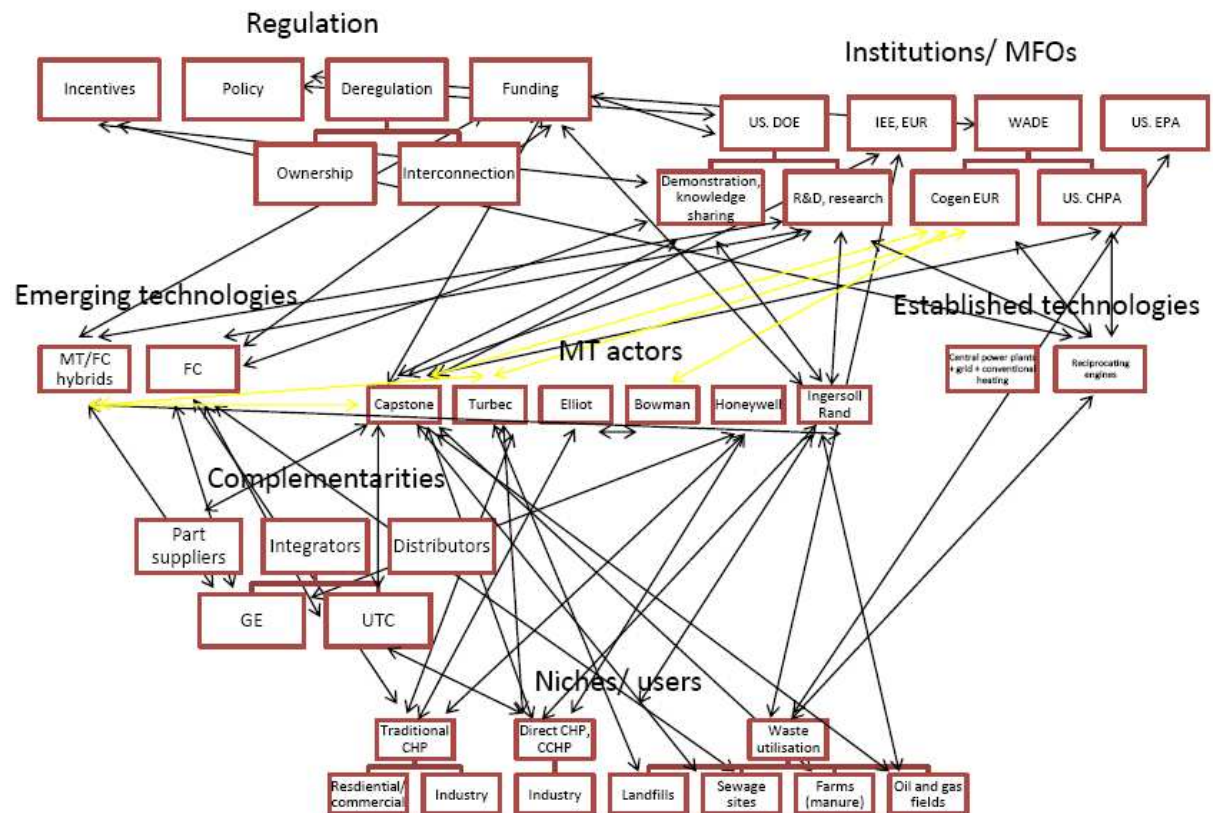 Regulation
Institutions/ MFOs
Incentives
Policy
Deregulation
Funding
US. DOE
IEE, EUR
WADE
US. EPA
Ownership
Interconnection
Demonstration,
knowledge
sharing
R&D, research
Cogen EUR
US. CHPA
Emerging technologies
Established technologies
MT actors
MT/FC
hybrids
FC
Central power plants
+ grid + conventional
heating
Reciprocating
engines
Capstone
Turbec
Elliot
Bowman
Honeywell
Ingersoll
Rand
Complementarities
Part
suppliers
Integrators
Distributors
GE
UTC
Niches/ users
Traditional
CHP
Direct CHP,
CCHP
Waste
utilisation
Resdiential/
commercial
Industry
Industry
Landfills
Sewage
sites
Farms
(manure)
Oil and gas
fields